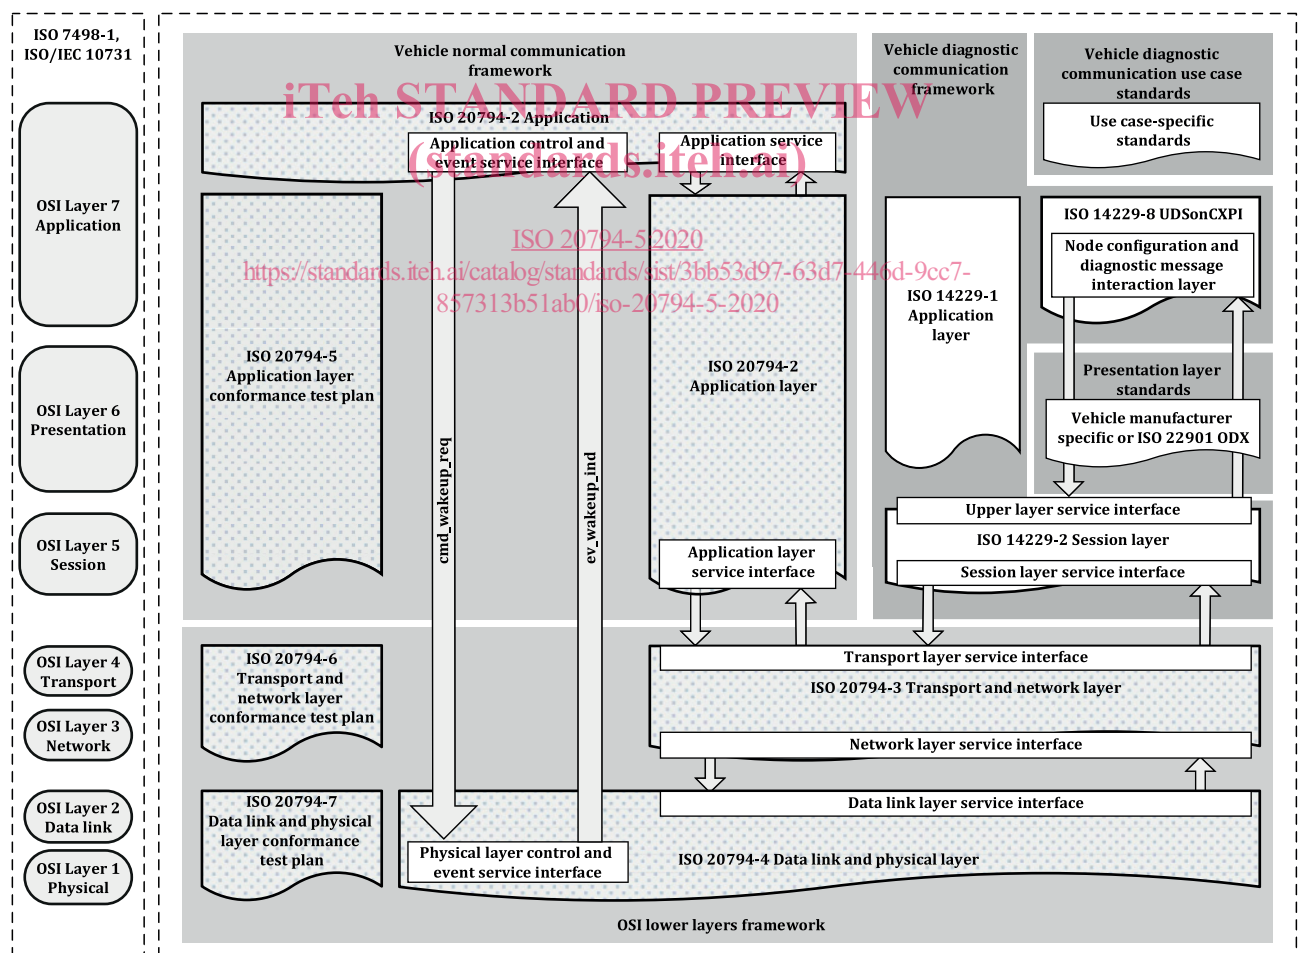 ISO 7498-1,
ISO/IEC 10731
OSI Layer 7
Application
OSI Layer 6
Presentation
OSI Layer 5
Session
OSI Layer 4
Transport
OSI Layer 3
Network
OSI Layer 2
Data link
OSI Layer 1
Physical
Vehicle normal communication
framework
Vehicle diagnostic
communication
framework
Vehicle diagnostic
communication use case
standards
iTeh STANDARD PREVIEW
(standards.iteh.ai)
ISO 20794-5:2020
https://standards.iteh.ai/catalog/standards/sist/3bb53d97-63d7-446d-9cc7-
857313b51ab0/iso-20794-5-2020
ISO 20794-2 Application
Application control and
event service interface
Application service
interface
Use case-specific
standards
ISO 20794-5
Application layer
conformance test plan
cmd_wakeup_req
ev_wakeup_ind
ISO 20794-2
Application layer
Application layer
service interface
ISO 14229-1
Application
layer
ISO 14229-8 UDSonCXPI
Node configuration and
diagnostic message
interaction layer
Presentation layer
standards
Vehicle manufacturer
specific or ISO 22901 ODX
Upper layer service interface
ISO 14229-2 Session layer
Session layer service interface
ISO 20794-6
Transport and
network layer
conformance test plan
Transport layer service interface
ISO 20794-3 Transport and network layer
Network layer service interface
ISO 20794-7
Data link and physical
layer conformance
test plan
Data link layer service interface
Physical layer control and
event service interface
ISO 20794-4 Data link and physical layer
OSI lower layers framework